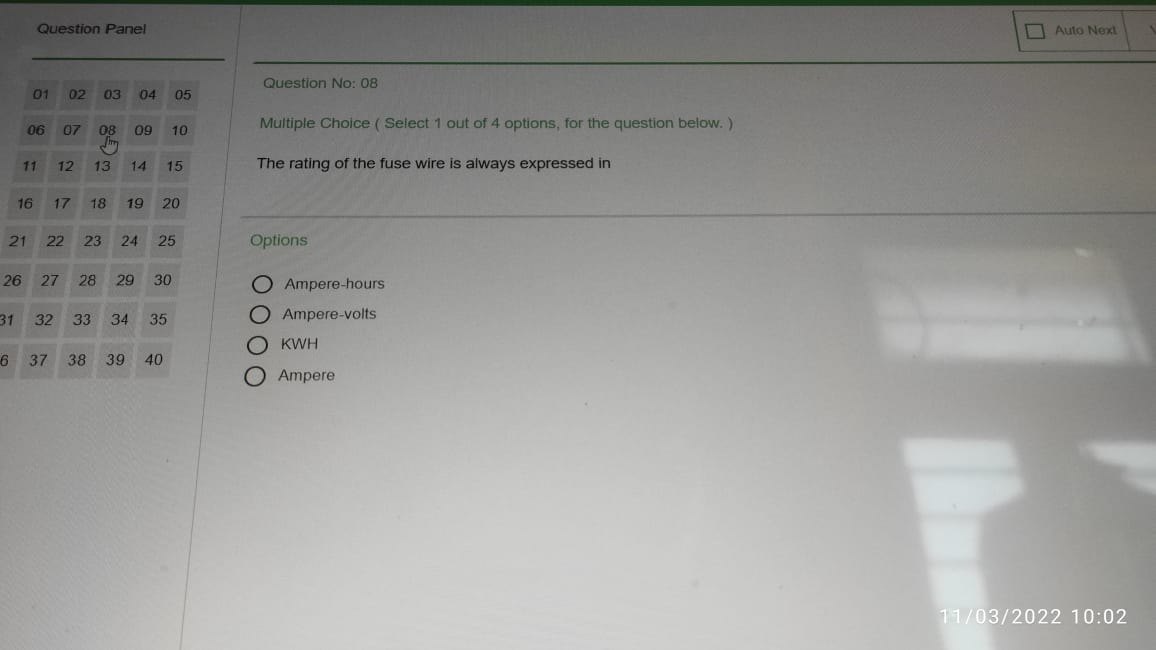 Question Panel
Auto Next
01 02 03 04 05
06 07 08 09 10
11 12 13 14 15
16 17 18 19 20
21 22 23 24 25
26 27 28 29 30
31 32 33 34 35
6 37 38 39 40
Question No: 08
Multiple Choice ( Select 1 out of 4 options, for the question below. )
The rating of the fuse wire is always expressed in
Options
Ampere-hours
Ampere-volts
KWH
Ampere
11/03/2022 10:02